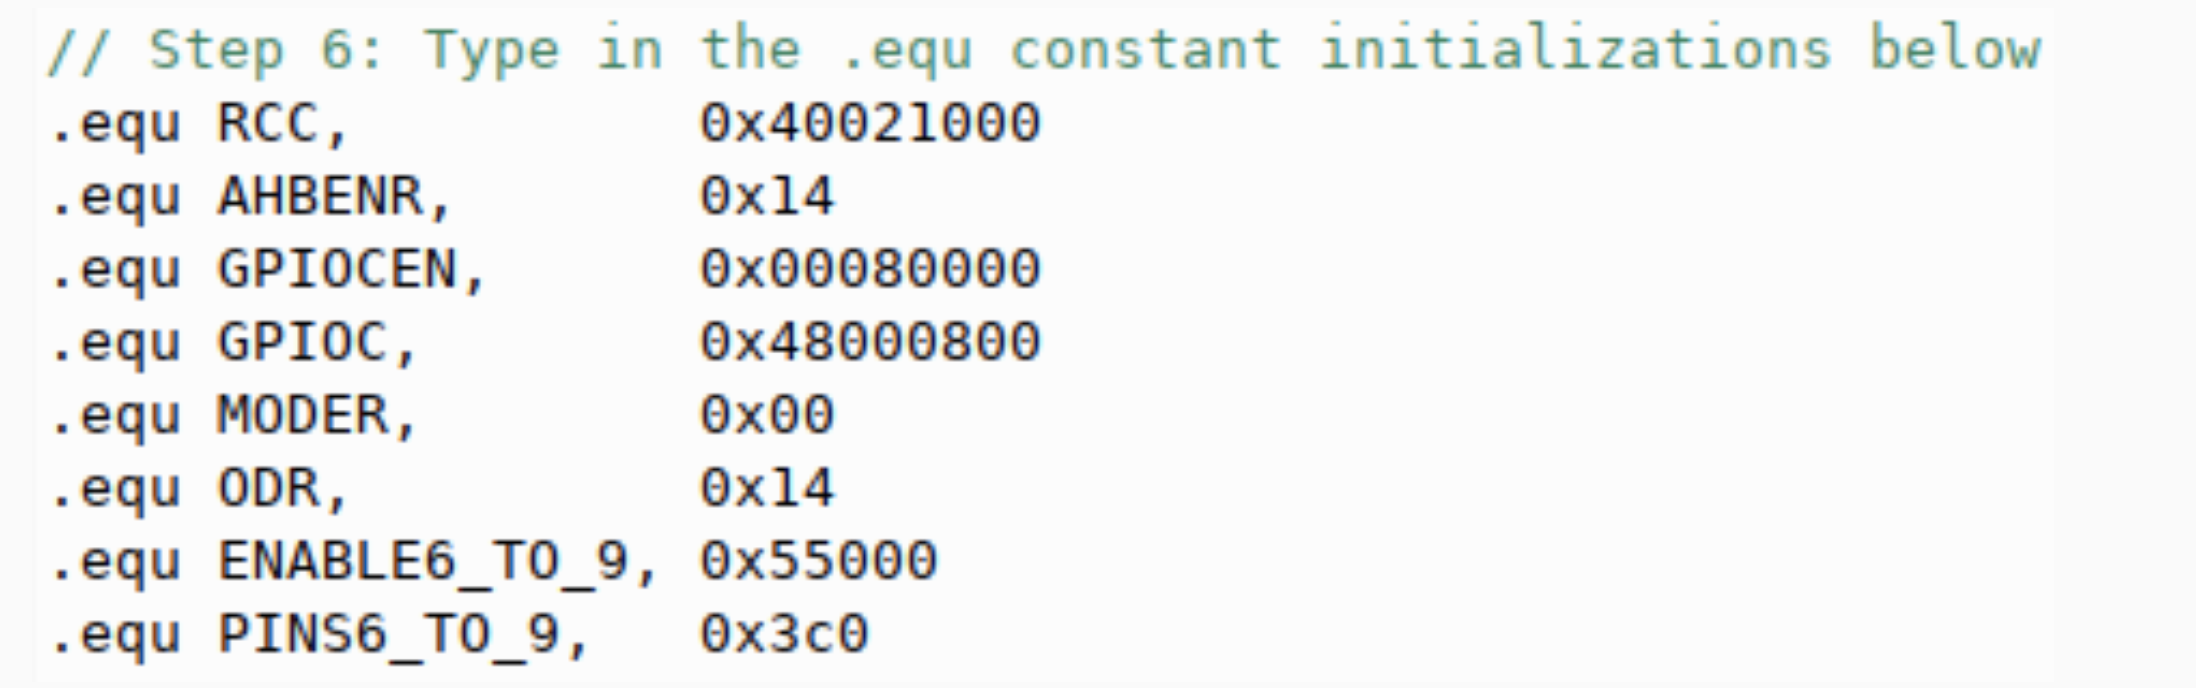 // Step 6: Type in the .equ constant initializations below
.equ RCC,            0x40021000
.equ AHBENR,         0x14
.equ GPIOCEN,        0x00080000
.equ GPIOC,          0x48000800
.equ MODER,          0x00
.equ ODR,            0x14
.equ ENABLE6_TO_9,   0x55000
.equ PINS6_TO_9,     0x3c0